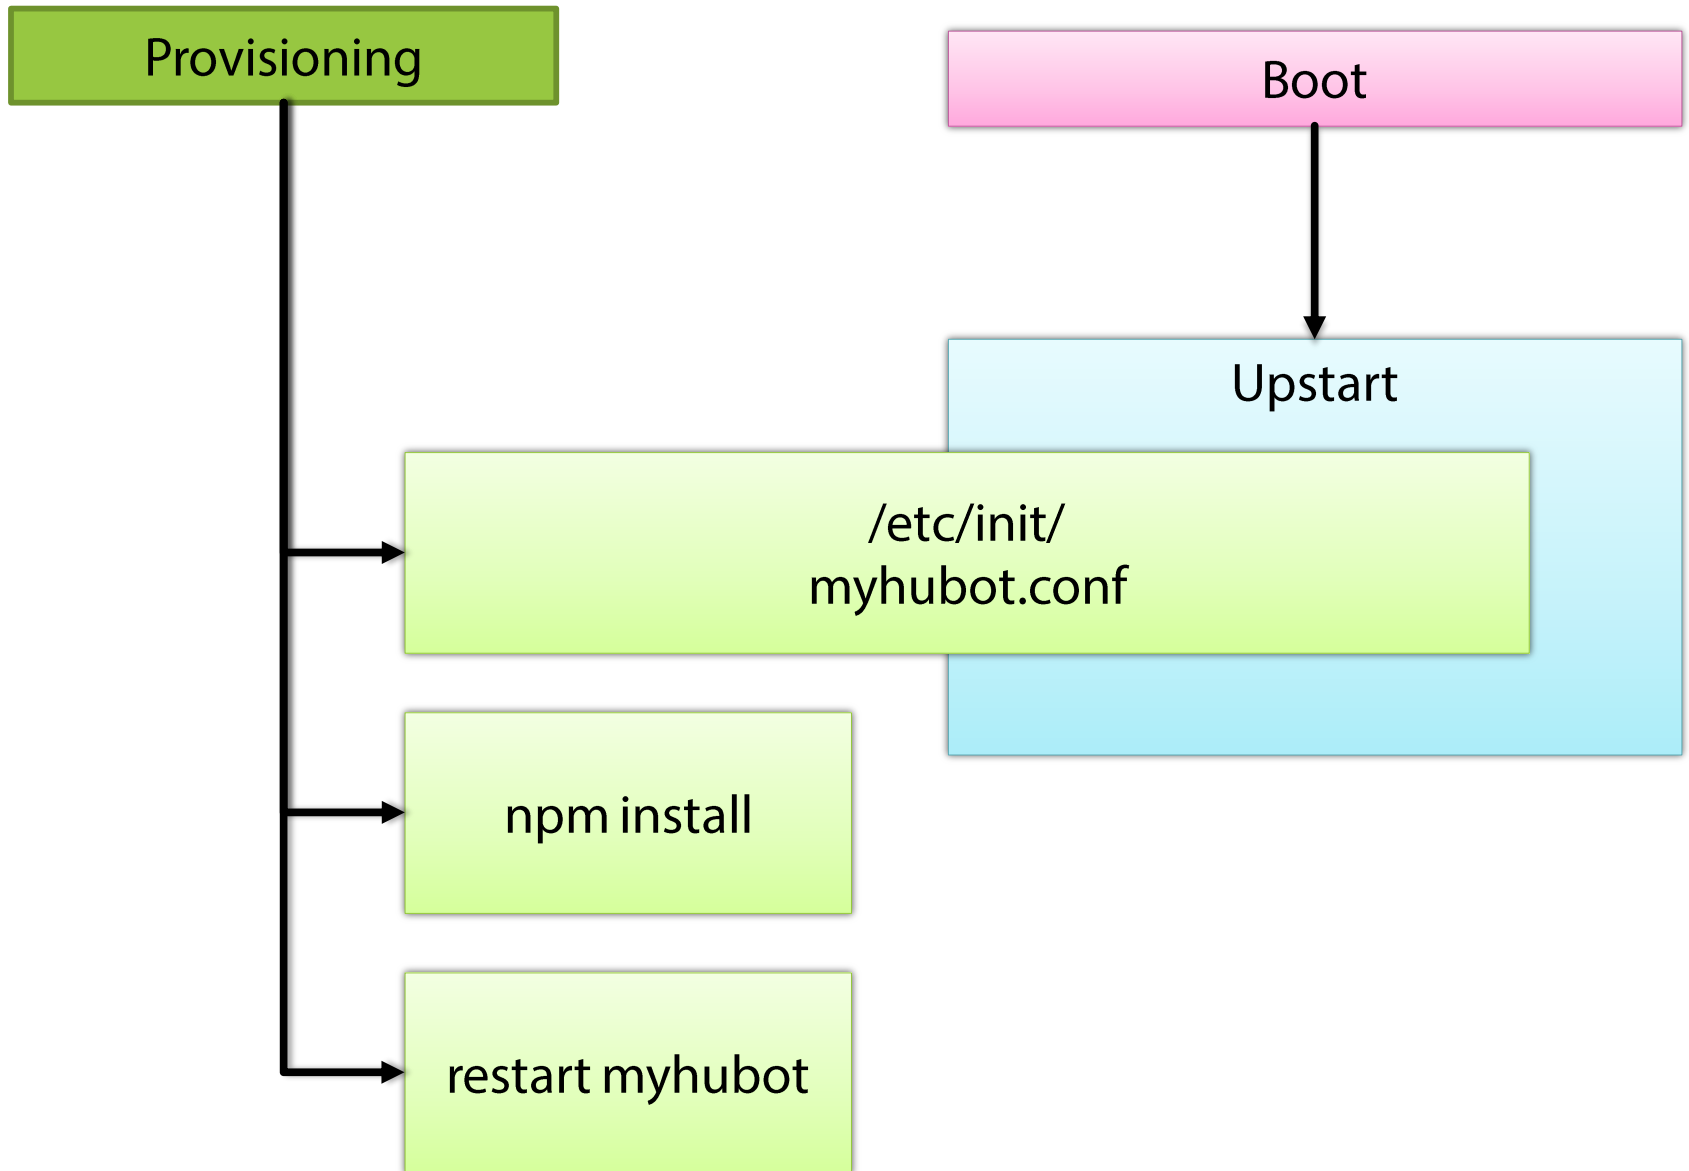 Provisioning
Boot
Upstart
/etc/init/
myhubot.conf
npm install
restart myhubot